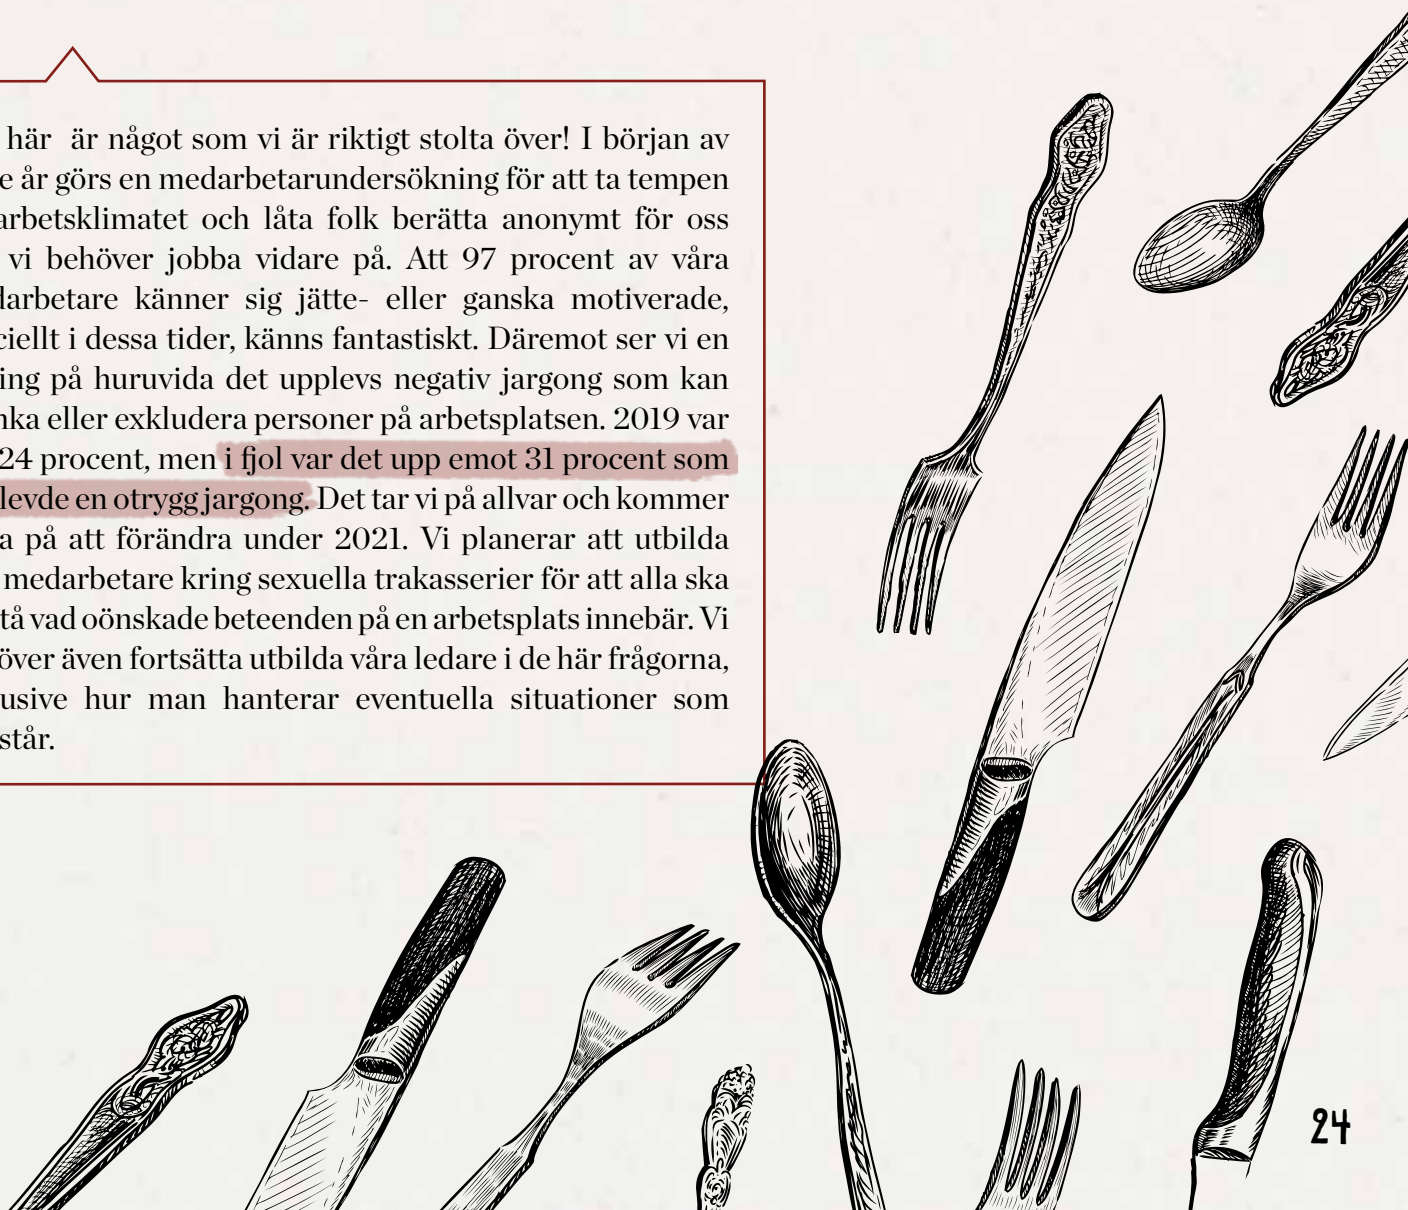 här är något som vi är riktigt stolta över! I början av
e år görs en medarbetarundersökning för att ta tempen
arbetsklimatet och låta folk berätta anonymt för oss
vi behöver jobba vidare på. Att 97 procent av våra
darbetare känner sig jätte- eller ganska motiverade,
ciellt i dessa tider, känns fantastiskt. Däremot ser vi en
ing på huruvida det upplevs negativ jargong som kan
nka eller exkludera personer på arbetsplatsen. 2019 var
24 procent, men i fjol var det upp emot 31 procent som
levde en otrygg jargong. Det tar vi på allvar och kommer
a på att förändra under 2021. Vi planerar att utbilda
medarbetare kring sexuella trakasserier för att alla ska
tå vad oönskade beteenden på en arbetsplats innebär. Vi
över även fortsätta utbilda våra ledare i de här frågorna,
usive hur man hanterar eventuella situationer som
står.
24